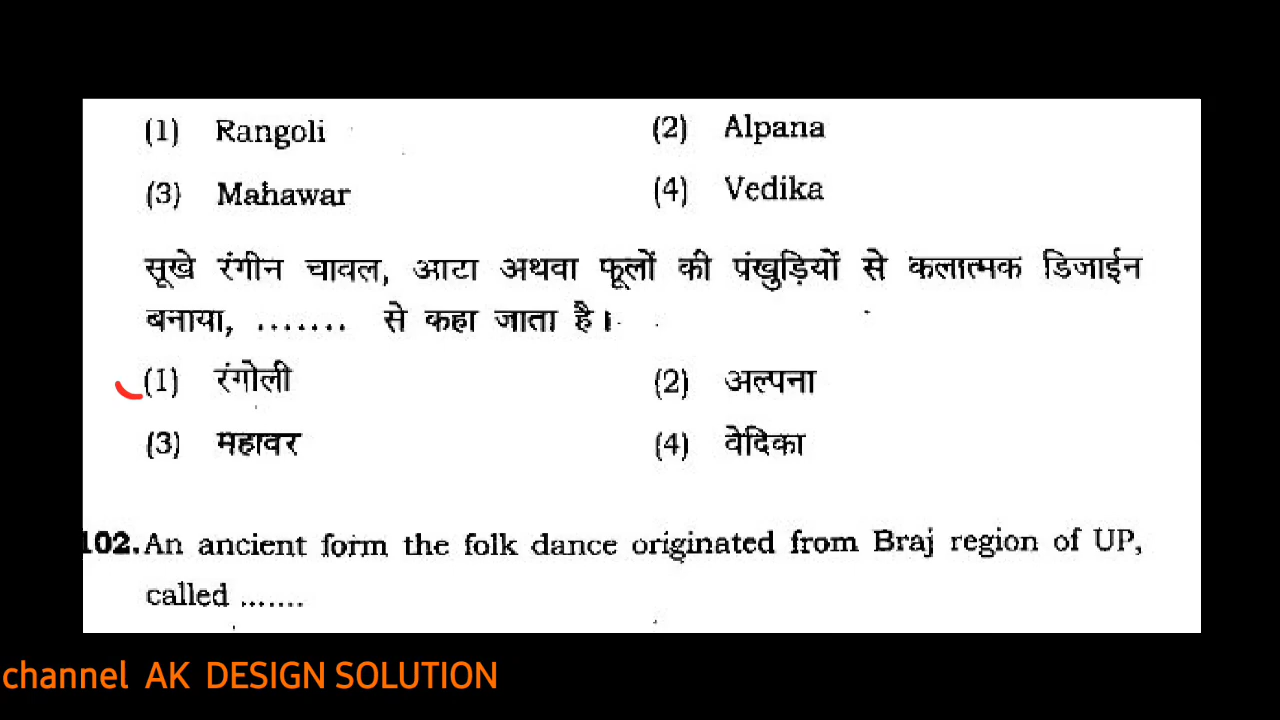 (1) Rangoli (2) Alpana
(3) Mahawar (4) Vedika
सूखे रंगीन चावल, आटा अथवा फूलों की पंखुड़ियों से कलात्मक डिजाईन
बनाया, ....... से कहा जाता है।
(1) रंगोली (2) अल्पना
(3) महावर (4) वेदिका
102. An ancient form the folk dance originated from Braj region of UP,
called .......
channel AK DESIGN SOLUTION